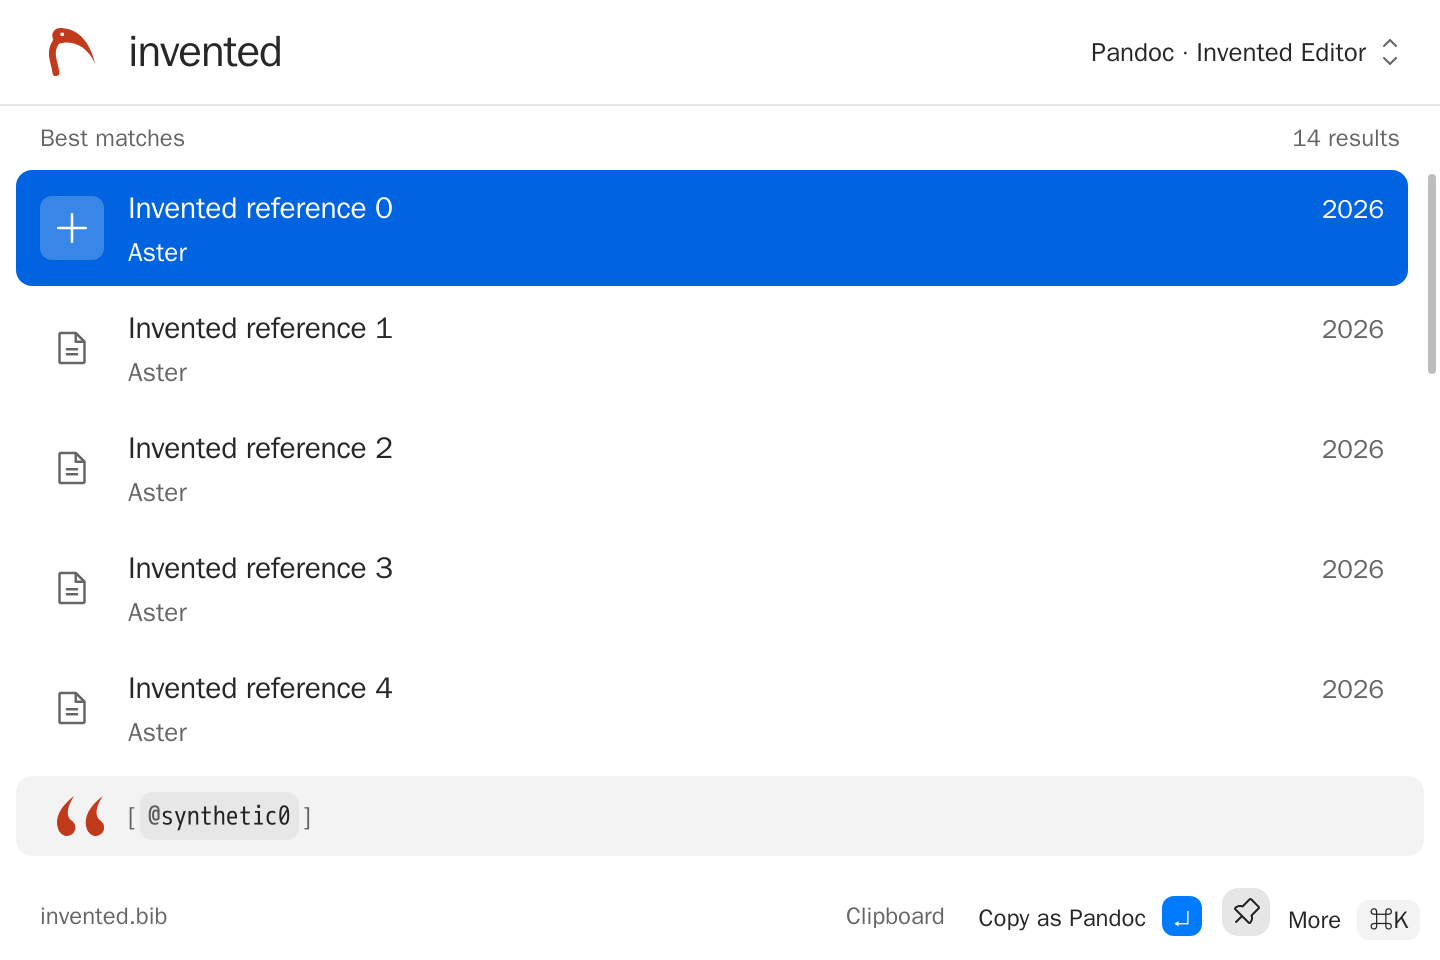 invented
Pandoc · Invented Editor
Best matches
14 results
Invented reference 0
2026
Aster
Invented reference 1
2026
Aster
Invented reference 2
2026
Aster
Invented reference 3
2026
Aster
Invented reference 4
2026
Aster
[ @synthetic0 ]
invented.bib
Clipboard
Copy as Pandoc
More
⌘K